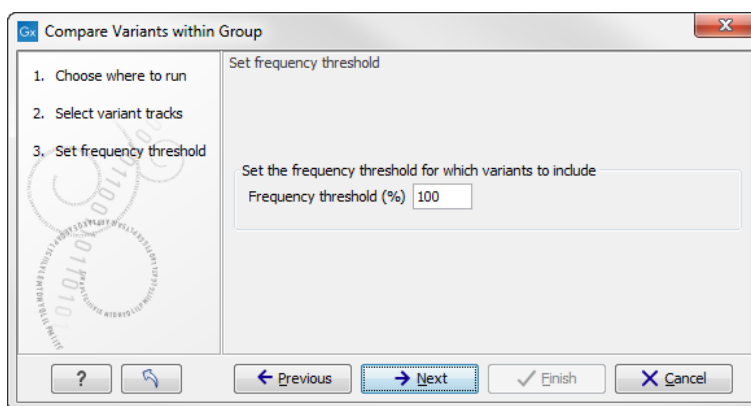 Gx Compare Variants within Group
1. Choose where to run
2. Select variant tracks
3. Set frequency threshold
Set frequency threshold
Set the frequency threshold for which variants to include
Frequency threshold (%) 100
? Previous Next Finish Cancel